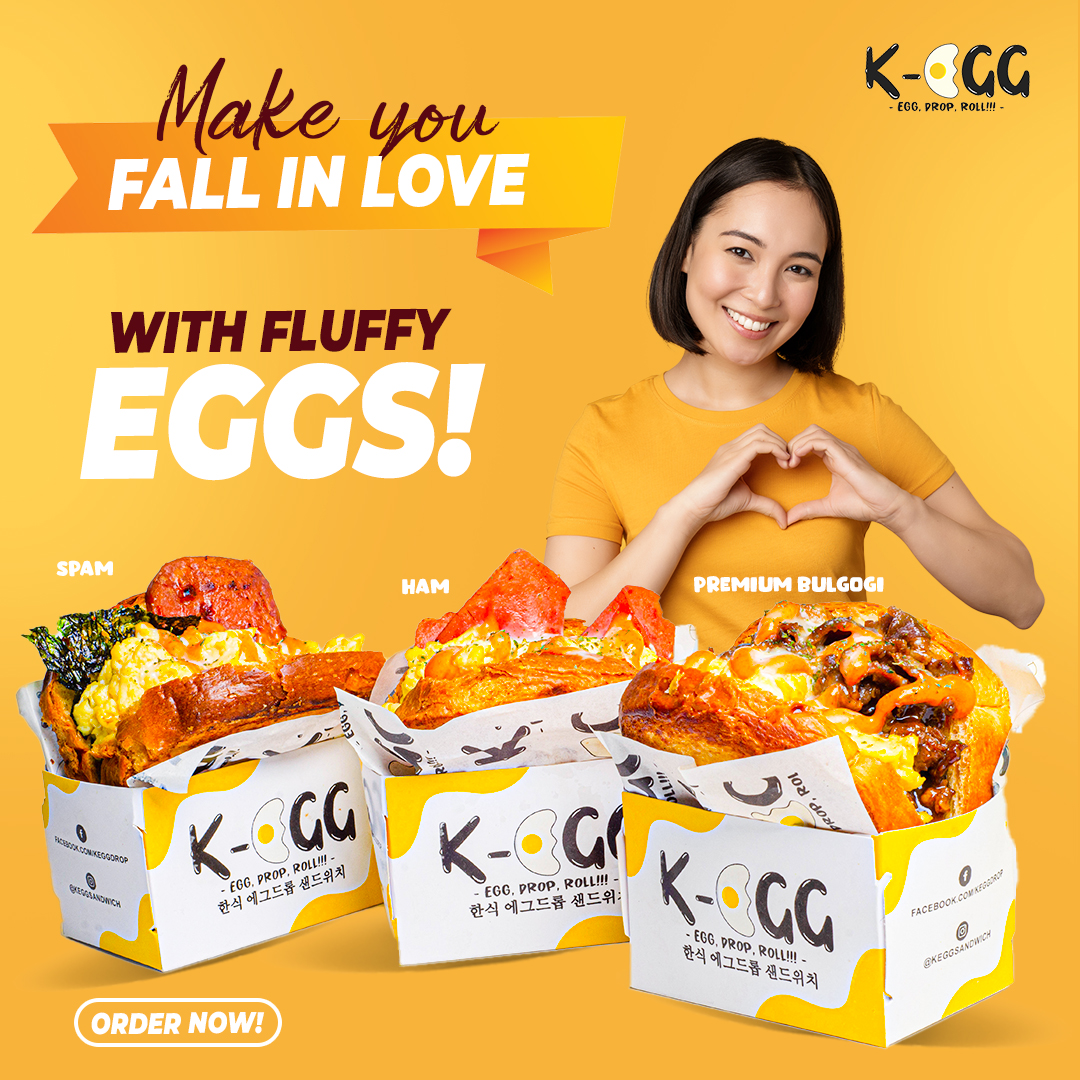 Make you
FALL IN LOVE
K-EGG
- EGG, DROP, ROLL!!! -
WITH FLUFFY
EGGS!
SPAM
HAM
PREMIUM BULGOGI
FACEBOOK.COM/KEGGDROP
@KEGGSANDWICH
K-EGG
- EGG, DROP, ROLL!!! -
한식 에그드롭 샌드위치
K-EGG
- EGG, DROP, ROLL!!! -
한식 에그드롭 샌드위
K-EGG
- EGG, DROP, ROLL!!! -
한식 에그드롭 샌드위치
FACEBOOK.COM/KEGGDROP
@KEGGSANDWICH
ORDER NOW!